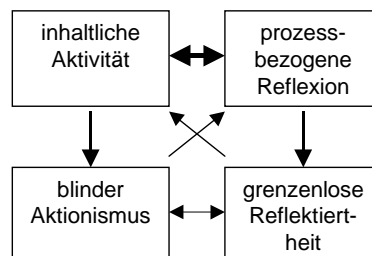 inhaltliche
Aktivität
prozess-
bezogene
Reflexion
blinder
Aktionismus
grenzenlose
Reflektiert-
heit